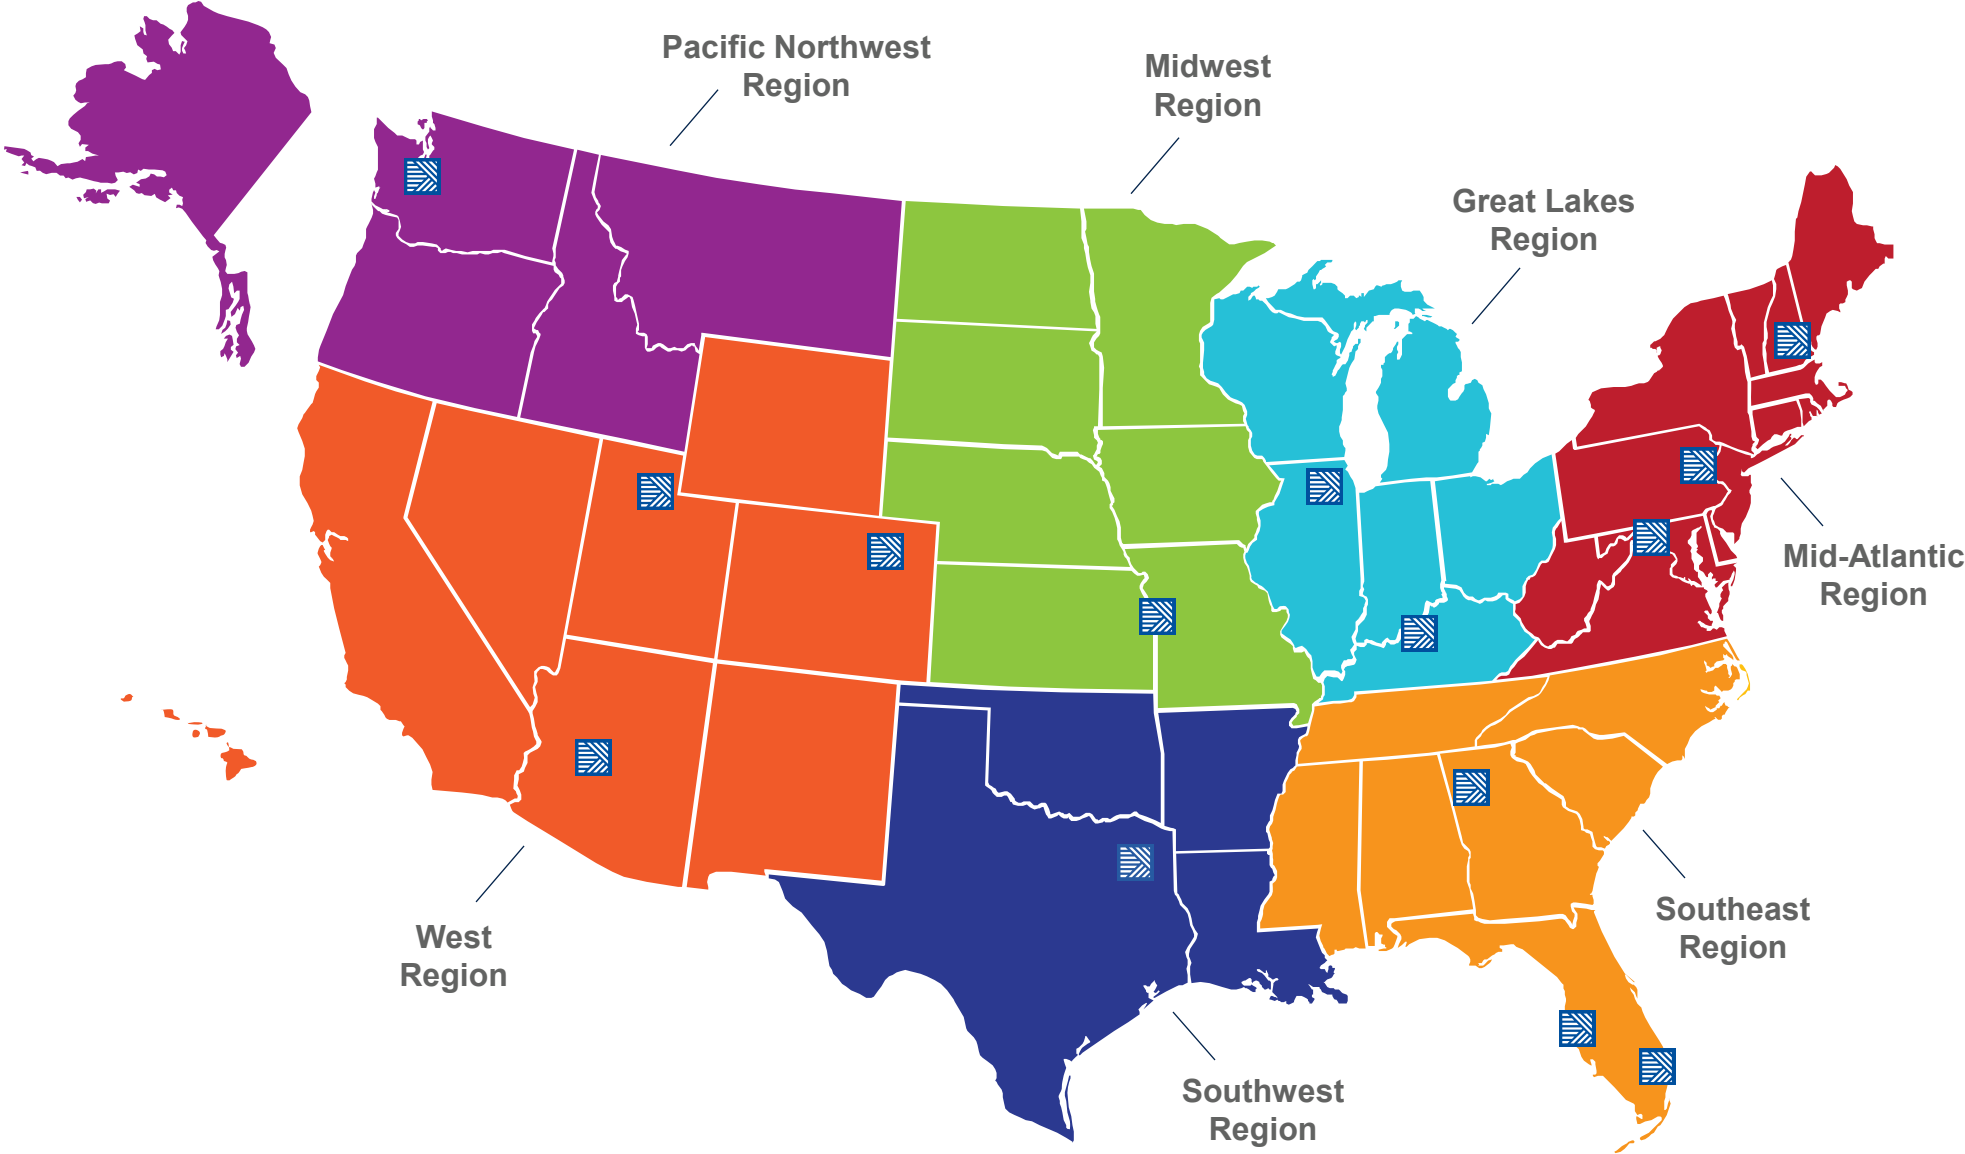 Pacific Northwest
Region
Midwest
Region
Great Lakes
Region
Mid-Atlantic
Region
Southeast
Region
West
Region
Southwest
Region